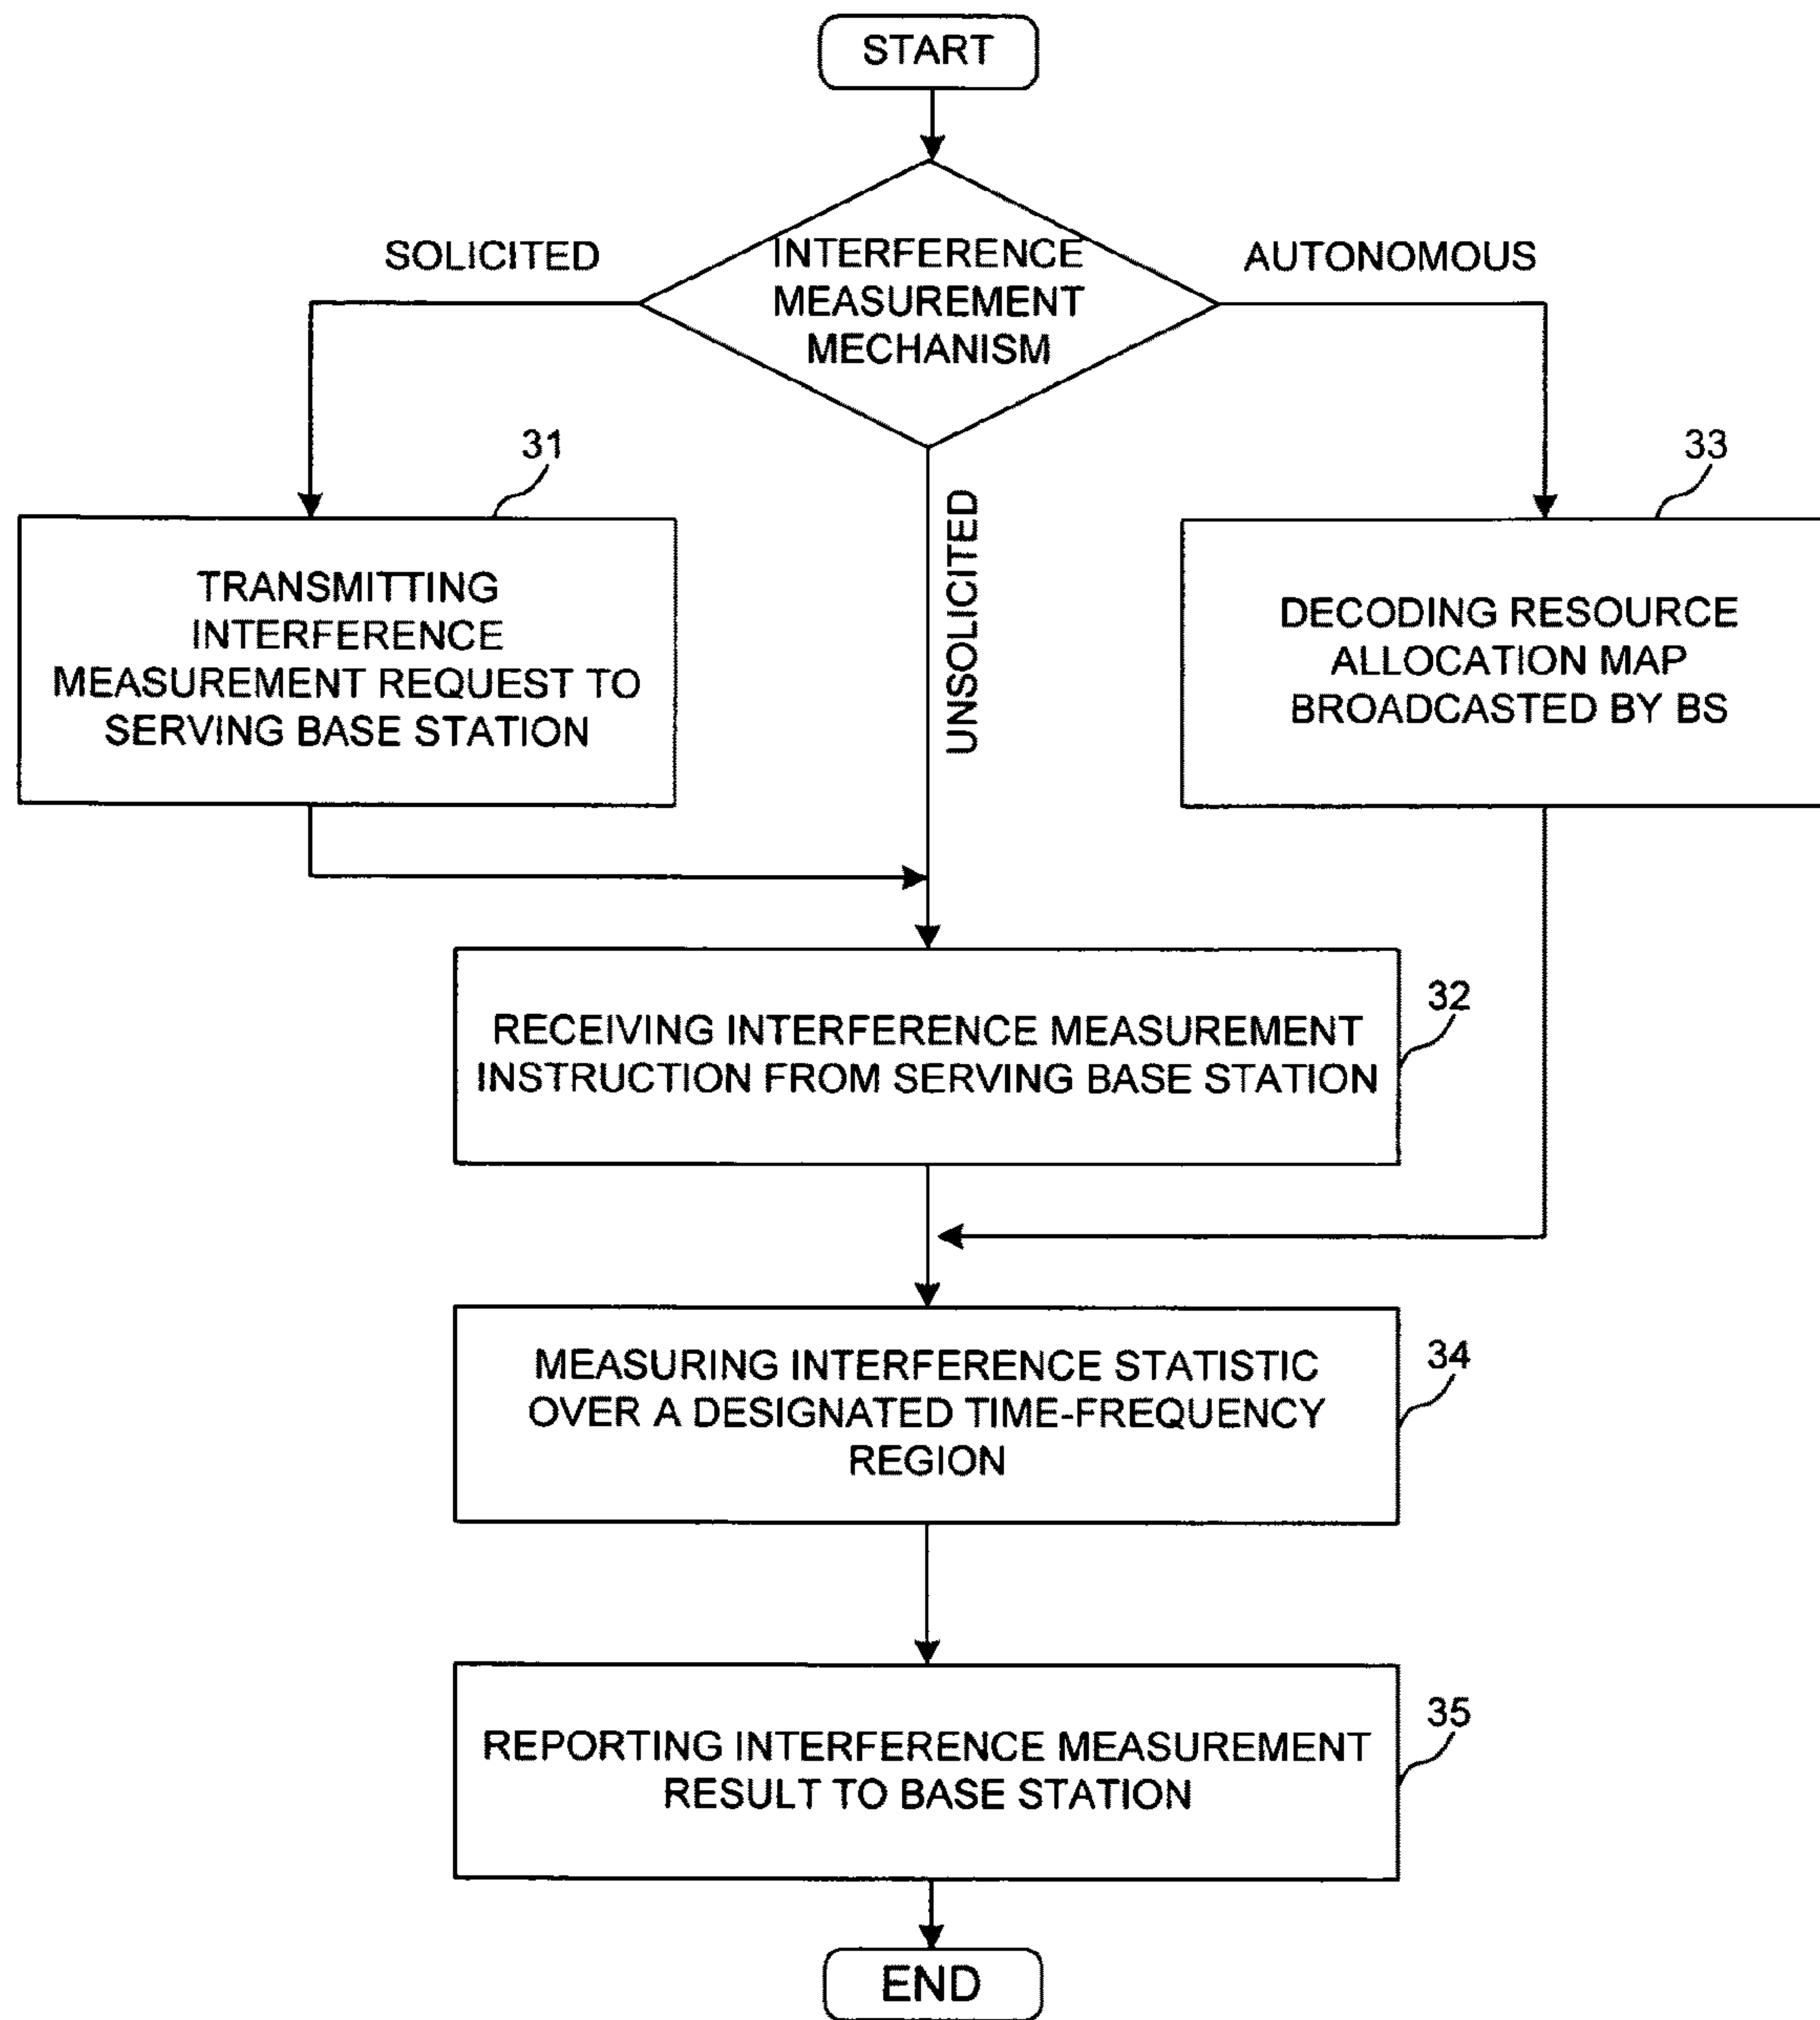 START
INTERFERENCE
MEASUREMENT
MECHANISM
SOLICITED
AUTONOMOUS
UNSOLICITED
31
TRANSMITTING
INTERFERENCE
MEASUREMENT REQUEST TO
SERVING BASE STATION
33
DECODING RESOURCE
ALLOCATION MAP
BROADCASTED BY BS
32
RECEIVING INTERFERENCE MEASUREMENT
INSTRUCTION FROM SERVING BASE STATION
34
MEASURING INTERFERENCE STATISTIC
OVER A DESIGNATED TIME-FREQUENCY
REGION
35
REPORTING INTERFERENCE MEASUREMENT
RESULT TO BASE STATION
END